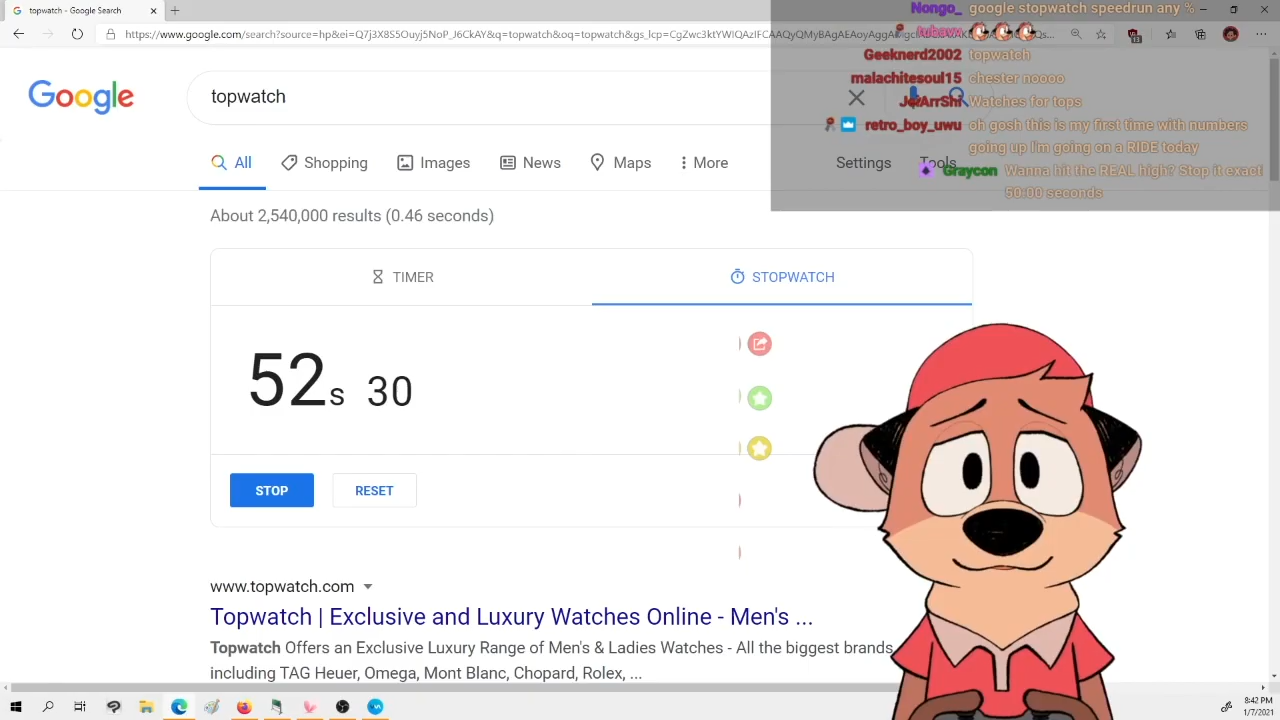 topwatch - Google Search
Nongo_ google stopwatch speedrun any %
Geeknerd2002 topwatch
malachitesoul15 chester noooo
JorArrShi Watches for tops
retro_boy_uwu oh gosh this is my first time with numbers
going up I'm going on a RIDE today
Graycon Wanna hit the REAL high? Stop it exact
50:00 seconds
Google
topwatch
All
Shopping
Images
News
Maps
More
Settings
Tools
About 2,540,000 results (0.46 seconds)
TIMER
STOPWATCH
52s 30
STOP
RESET
www.topwatch.com
Topwatch | Exclusive and Luxury Watches Online - Men's ...
Topwatch Offers an Exclusive Luxury Range of Men's & Ladies Watches - All the biggest brands
including TAG Heuer, Omega, Mont Blanc, Chopard, Rolex, ...
8:42 PM
1/7/2021